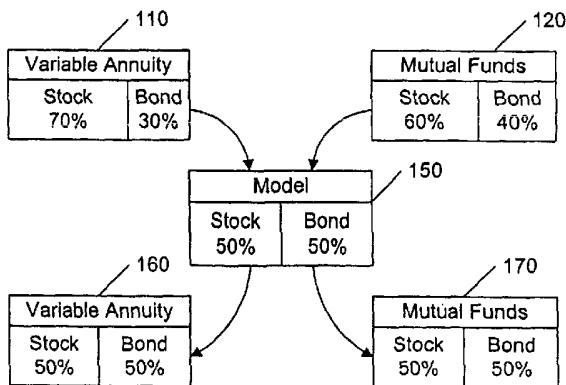 110
120
Variable Annuity
Mutual Funds
Stock Bond
70% 30%
Stock Bond
60% 40%
150
Model
Stock Bond
50% 50%
160
170
Variable Annuity
Mutual Funds
Stock Bond
50% 50%
Stock Bond
50% 50%